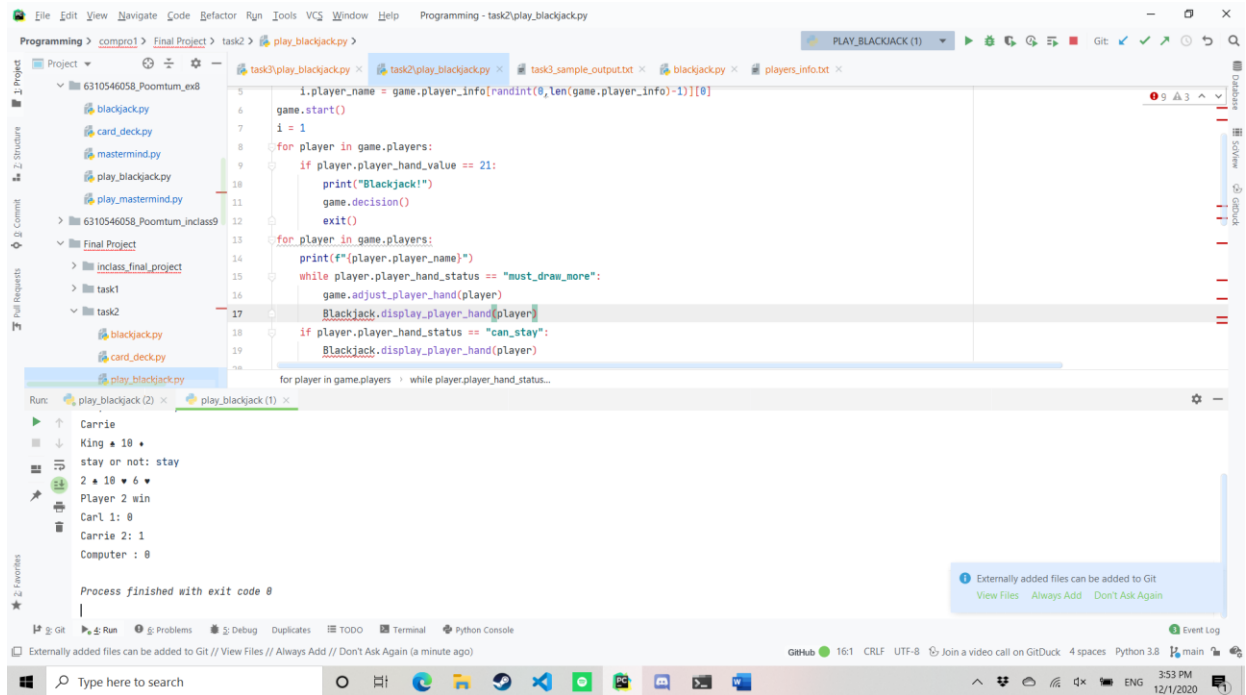 File Edit View Navigate Code Refactor Run Tools VCS Window Help Programming - task2\play_blackjack.py
Programming > compro1 > Final Project > task2 > play_blackjack.py > PLAY_BLACKJACK (1) Git:
1: Project
Project
task3\play_blackjack.py × task2\play_blackjack.py × task3_sample_output.txt × blackjack.py × players_info.txt ×
6310546058_Poomtum_ex8
blackjack.py
card_deck.py
mastermind.py
play_blackjack.py
play_mastermind.py
6310546058_Poomtum_inclass9
Final Project
inclass_final_project
task1
task2
blackjack.py
card_deck.py
play_blackjack.py
5 i.player_name = game.player_info[randint(0,len(game.player_info)-1)][0]
6 game.start()
7 i = 1
8 for player in game.players:
9 if player.player_hand_value == 21:
10 print("Blackjack!")
11 game.decision()
12 exit()
13 for player in game.players:
14 print(f"{player.player_name}")
15 while player.player_hand_status == "must_draw_more":
16 game.adjust_player_hand(player)
17 Blackjack.display_player_hand(player)
18 if player.player_hand_status == "can_stay":
19 Blackjack.display_player_hand(player)
9 3
for player in game.players > while player.player_hand_status...
Z: Structure
0: Commit
Pull Requests
2: Favorites
Database
SciView
GitDuck
Run: play_blackjack (2) × play_blackjack (1) ×
Carrie
King ♠ 10 ♦
stay or not: stay
2 ♠ 10 ♥ 6 ♥
Player 2 win
Carl 1: 0
Carrie 2: 1
Computer : 0
Process finished with exit code 0
Externally added files can be added to Git
View Files Always Add Don't Ask Again
9: Git 4: Run 6: Problems 5: Debug Duplicates TODO Terminal Python Console 1 Event Log
Externally added files can be added to Git // View Files // Always Add // Don't Ask Again (a minute ago) GitHub 16:1 CRLF UTF-8 Join a video call on GitDuck 4 spaces Python 3.8 main
Type here to search
ENG
3:53 PM
12/1/2020
1